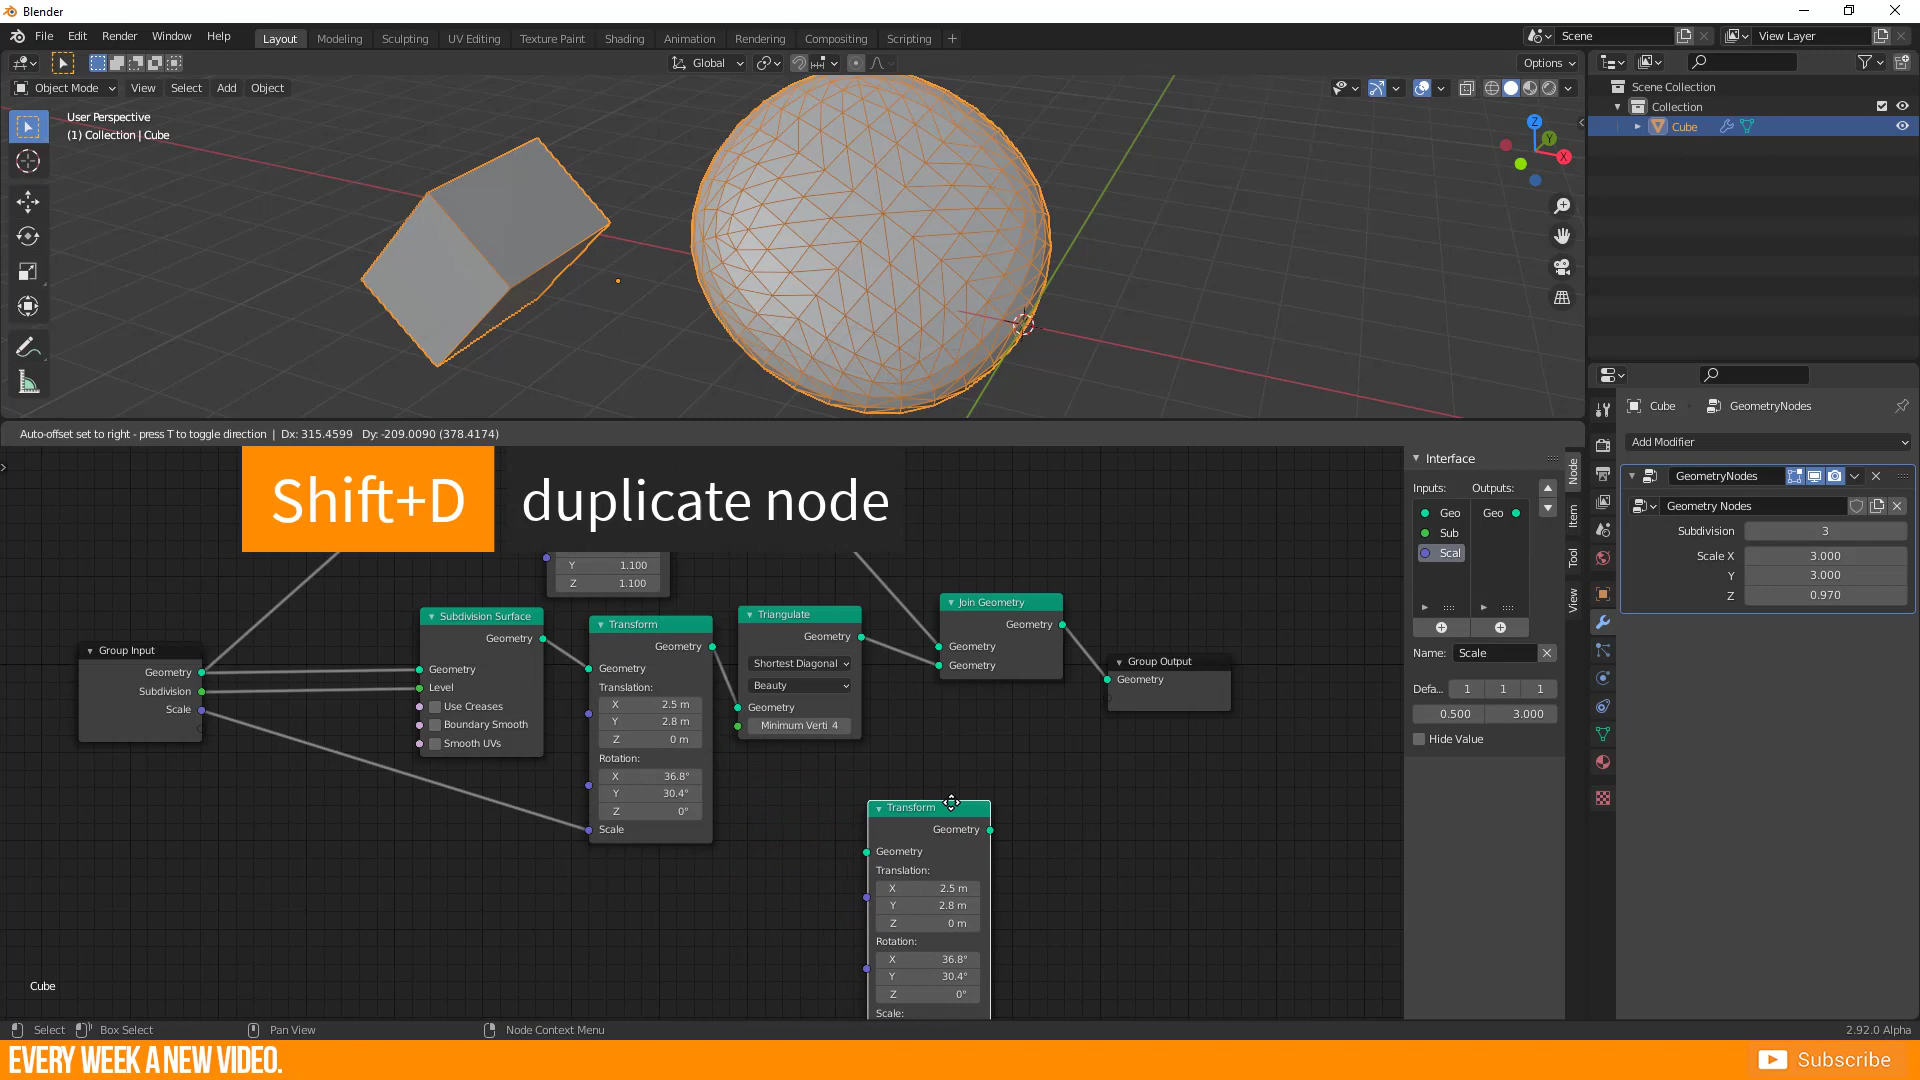 Blender
File Edit Render Window Help
Layout Modeling Sculpting UV Editing Texture Paint Shading Animation Rendering Compositing Scripting
Scene
View Layer
Global
Options
Object Mode View Select Add Object
User Perspective
(1) Collection | Cube
Z
Y
X
Scene Collection
Collection
Cube
Cube
GeometryNodes
Add Modifier
GeometryNodes
Geometry Nodes
Subdivision 3
Scale X 3.000
Y 3.000
Z 0.970
Auto-offset set to right - press T to toggle direction | Dx: 315.4599 Dy: -209.0090 (378.4174)
Shift+D duplicate node
Y 1.100
Z 1.100
Group Input
Geometry
Subdivision
Scale
Subdivision Surface
Geometry
Geometry
Level
Use Creases
Boundary Smooth
Smooth UVs
Transform
Geometry
Geometry
Translation:
X 2.5 m
Y 2.8 m
Z 0 m
Rotation:
X 36.8°
Y 30.4°
Z 0°
Scale
Triangulate
Geometry
Shortest Diagonal
Beauty
Geometry
Minimum Verti 4
Join Geometry
Geometry
Geometry
Geometry
Group Output
Geometry
Transform
Geometry
Geometry
Translation:
X 2.5 m
Y 2.8 m
Z 0 m
Rotation:
X 36.8°
Y 30.4°
Z 0°
Scale:
Interface
Inputs: Outputs:
Geo Geo
Sub
Scal
Name: Scale
Defa... 1 1 1
0.500 3.000
Hide Value
Node
Item
Tool
View
Cube
Select Box Select Pan View Node Context Menu 2.92.0 Alpha
EVERY WEEK A NEW VIDEO.
Subscribe